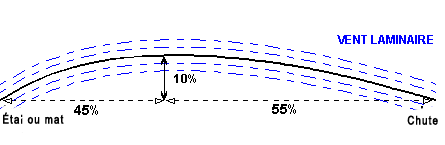 VENT LAMINAIRE
10%
45%
55%
Étai ou mat
Chute